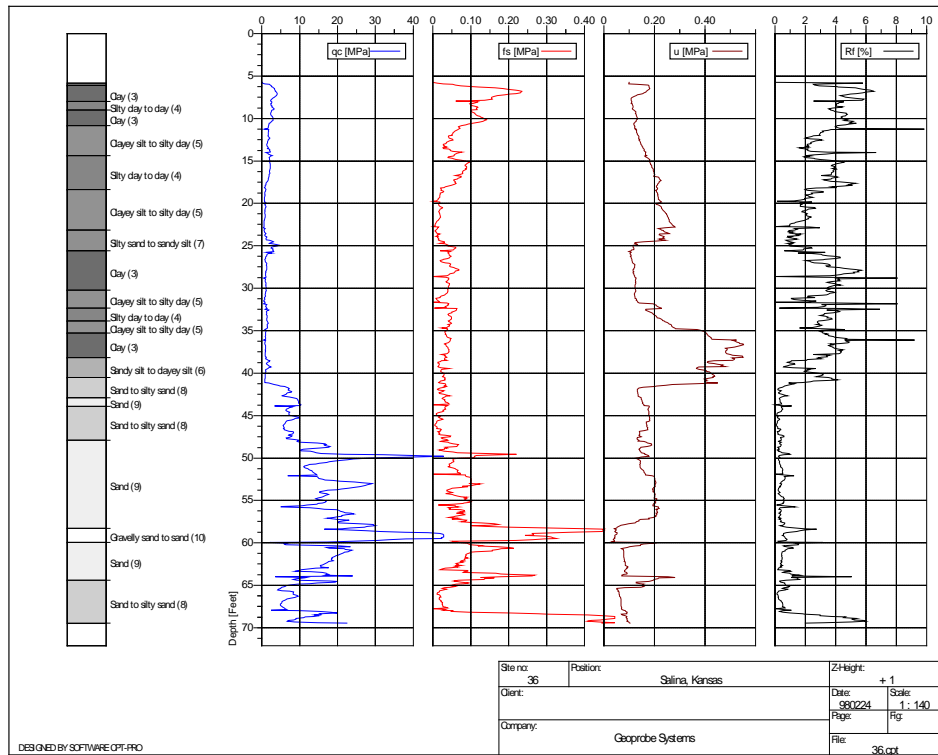 0 10 20 30 40 0 0.10 0.20 0.30 0.40 0 0.20 0.40 0 2 4 6 8 10
0
qc [MPa] fs [MPa] u [MPa] Rf [%]
5
Clay (3)
Silty clay to clay (4)
10
Clay (3)
Clayey silt to silty clay (5)
15
Silty clay to clay (4)
20
Clayey silt to silty clay (5)
Silty sand to sandy silt (7)
25
Clay (3)
30
Clayey silt to silty clay (5)
Silty clay to clay (4)
Clayey silt to silty clay (5)
35
Clay (3)
Sandy silt to clayey silt (6)
40
Sand to silty sand (8)
Sand (9)
45
Sand to silty sand (8)
50
Sand (9)
55
Gravelly sand to sand (10)
60
Sand (9)
65
Sand to silty sand (8)
70
Depth [Feet]
Site no: Position: Z-Height:
36 Salina, Kansas + 1
Client: Date: Scale:
980224 1 : 140
Page: Fig:
Company:
Geoprobe Systems
File:
36.cpt
DESIGNED BY SOFTWARE CPT-PRO